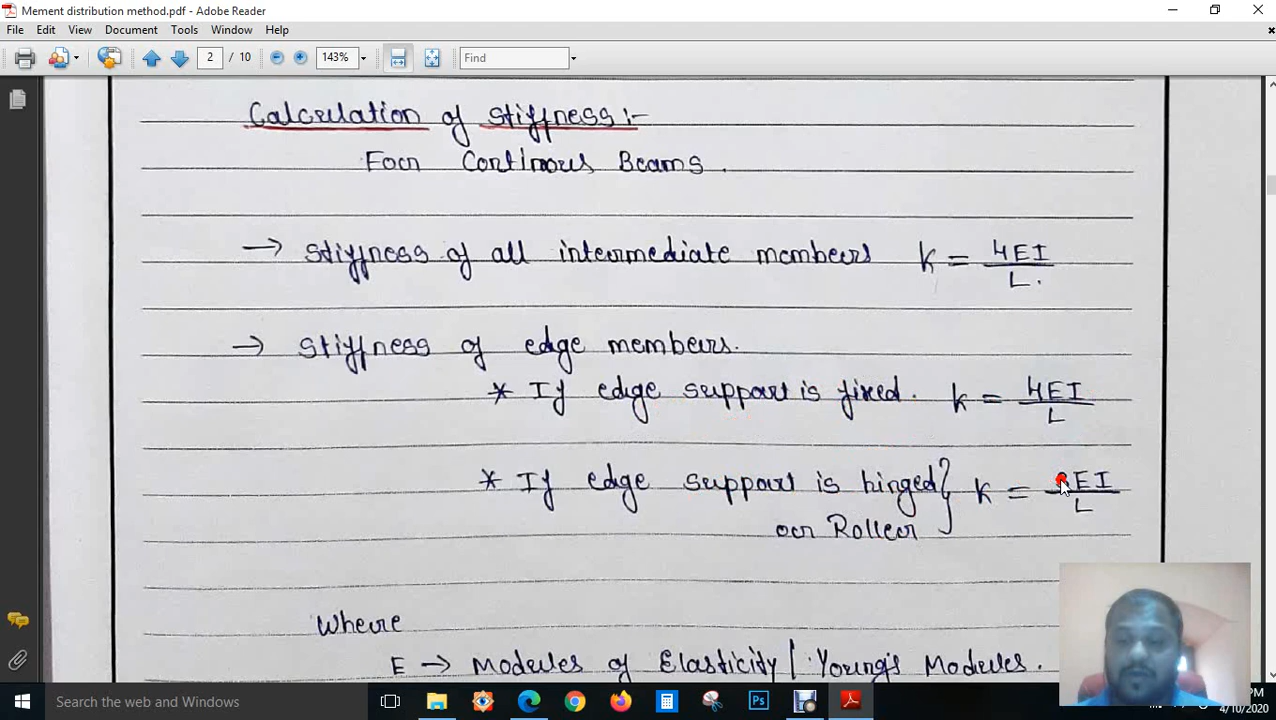 Mement distribution method.pdf - Adobe Reader
File Edit View Document Tools Window Help
2 / 10 143% Find
Calculation of stiffness :-
Foor Continous Beams.
→ stiffness of all intermediate members K = 4EI / L.
→ stiffness of edge members.
* If edge support is fixed. K = 4EI / L
* If edge support is hinged } K = 3EI / L
or Roller
Where
E → Modules of Elasticity / Young's Modules.
Search the web and Windows
PM
4/10/2020